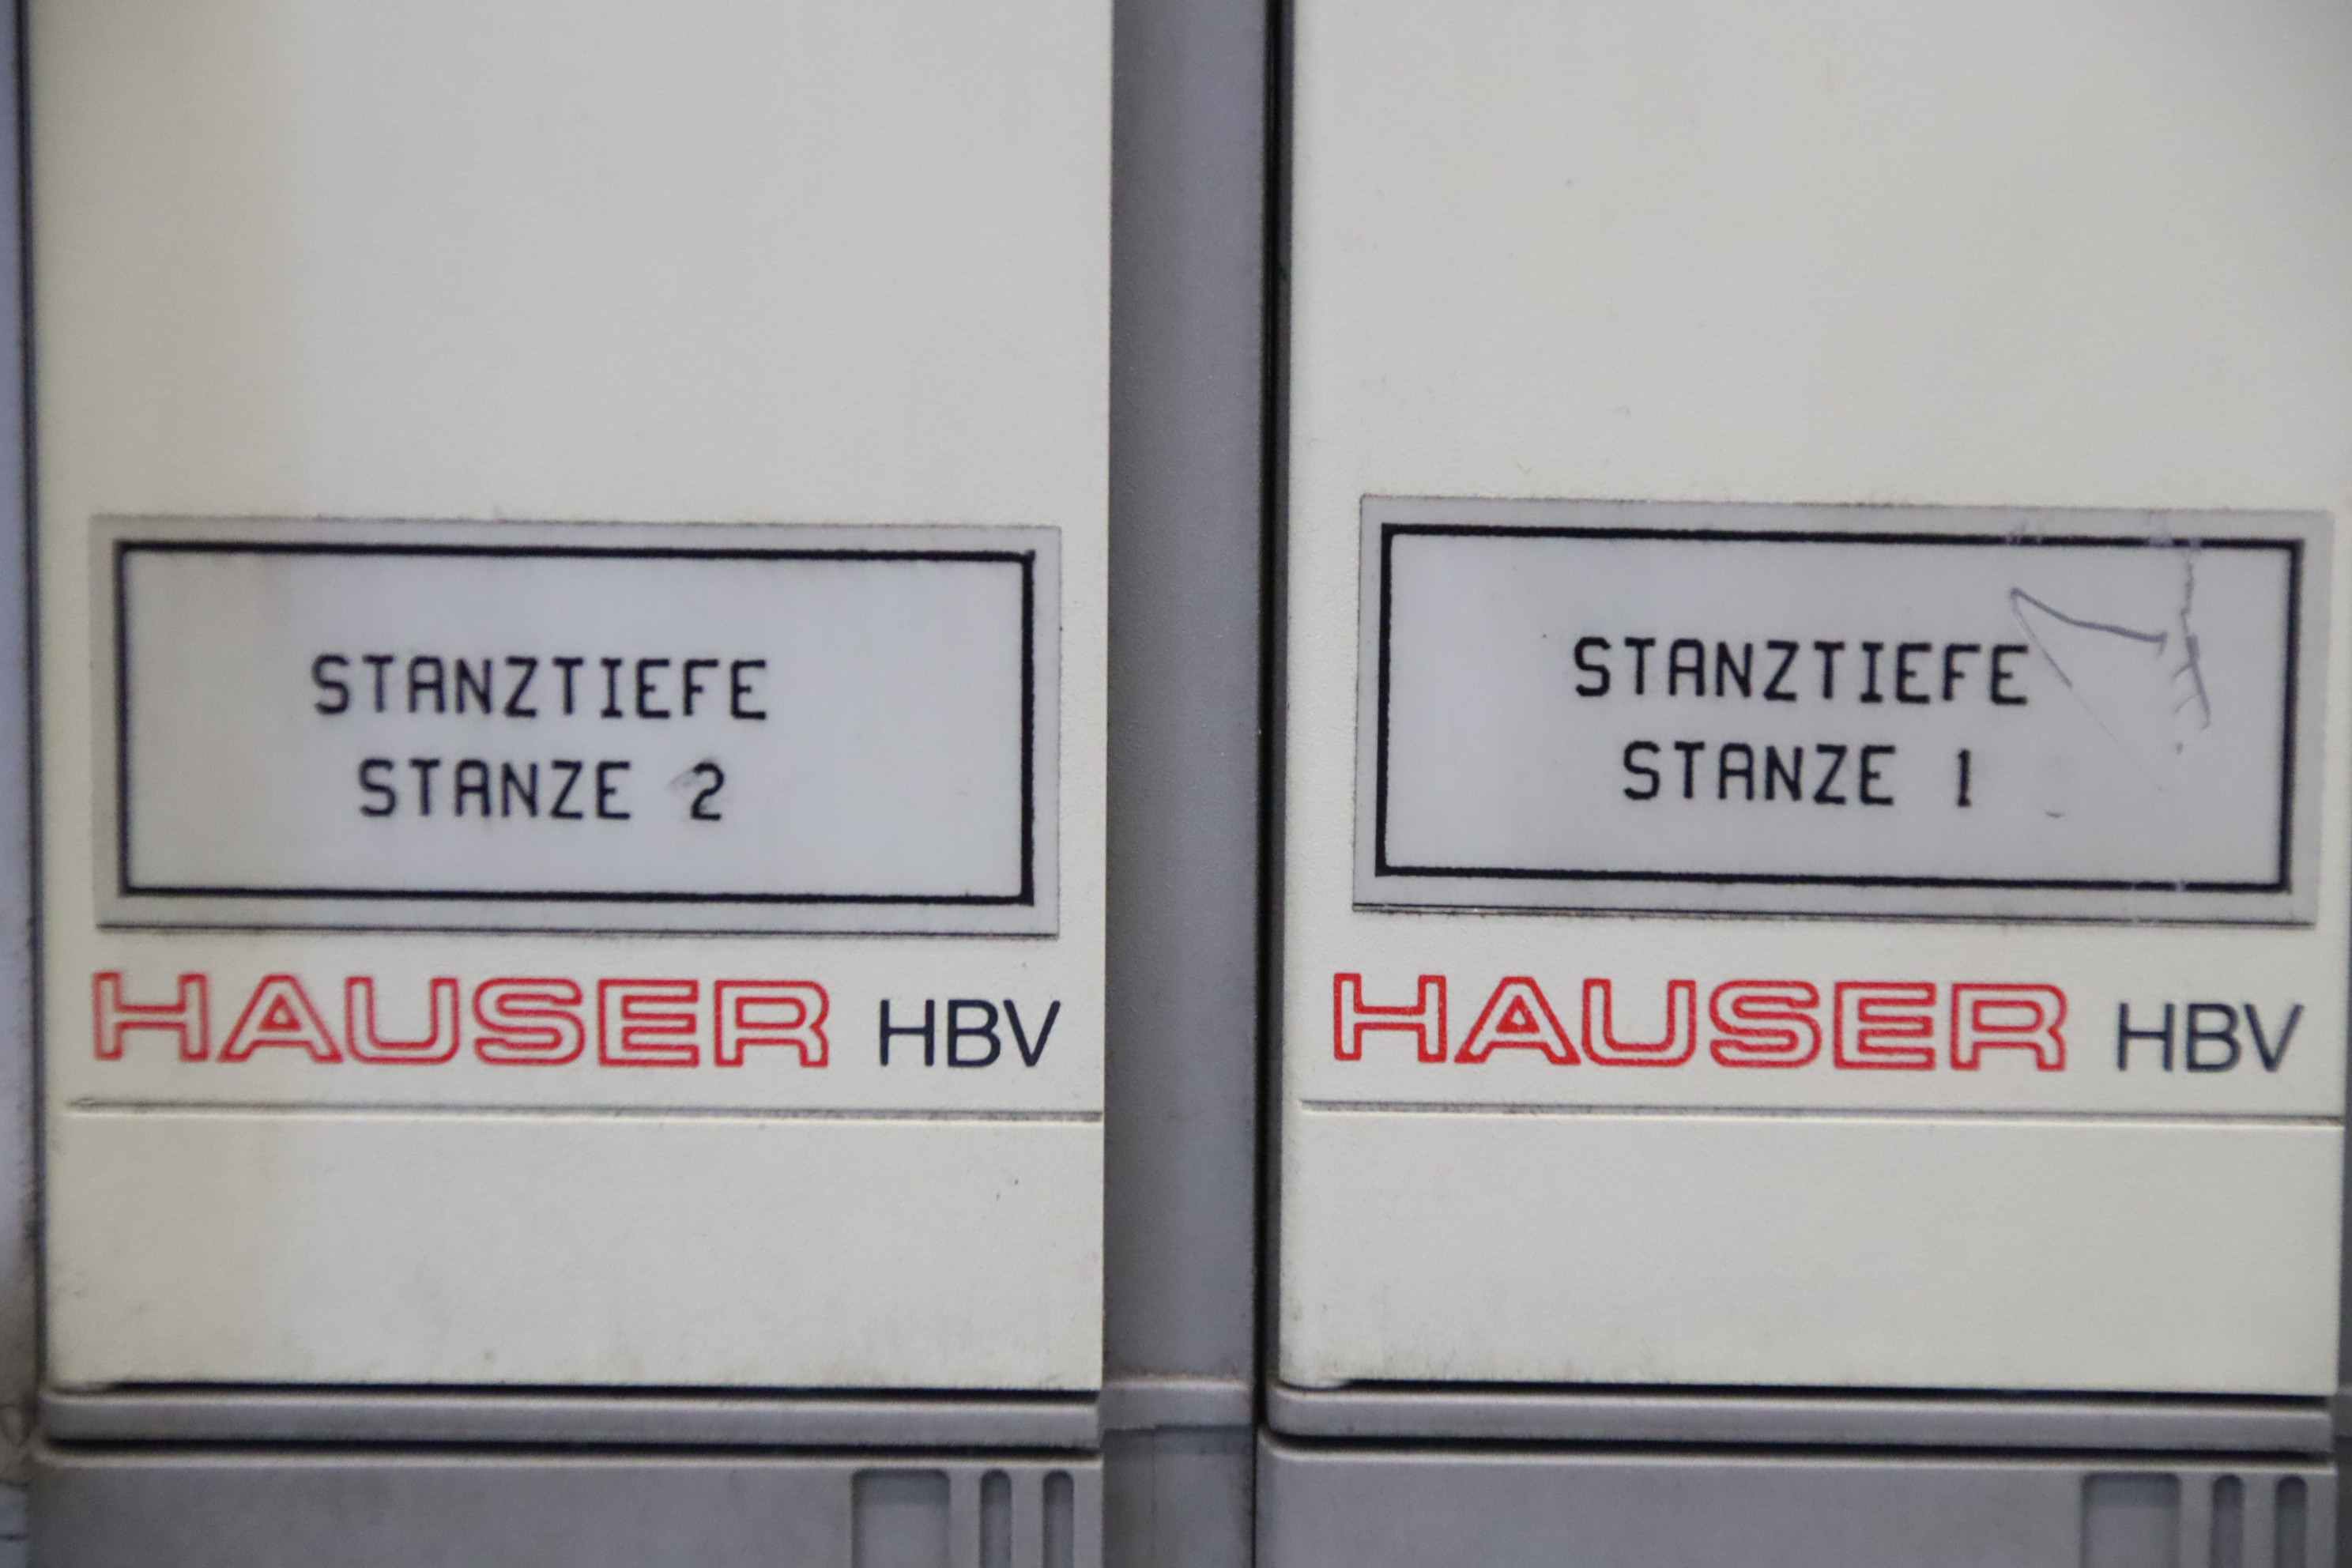 STANZTIEFE
STANZE 2
HAUSER HBV
STANZTIEFE
STANZE 1
HAUSER HBV